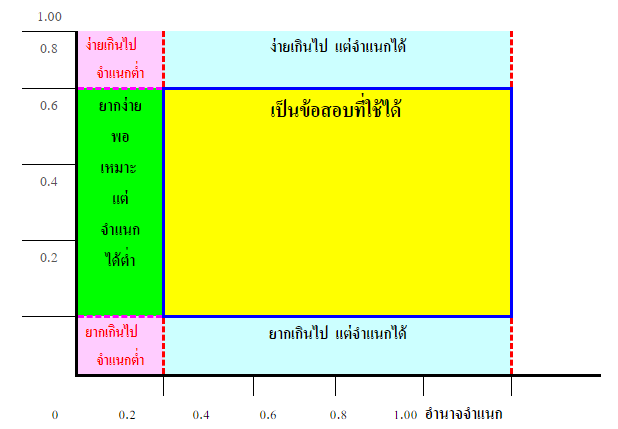 1.00
0.8
ง่ายเกินไป
จำแนกต่ำ
ง่ายเกินไป แต่จำแนกได้
0.6
ยากง่าย
พอ
เหมาะ
แต่
จำแนก
ได้ต่ำ
เป็นข้อสอบที่ใช้ได้
0.4
0.2
ยากเกินไป
จำแนกต่ำ
ยากเกินไป แต่จำแนกได้
0 0.2 0.4 0.6 0.8 1.00 อำนาจจำแนก